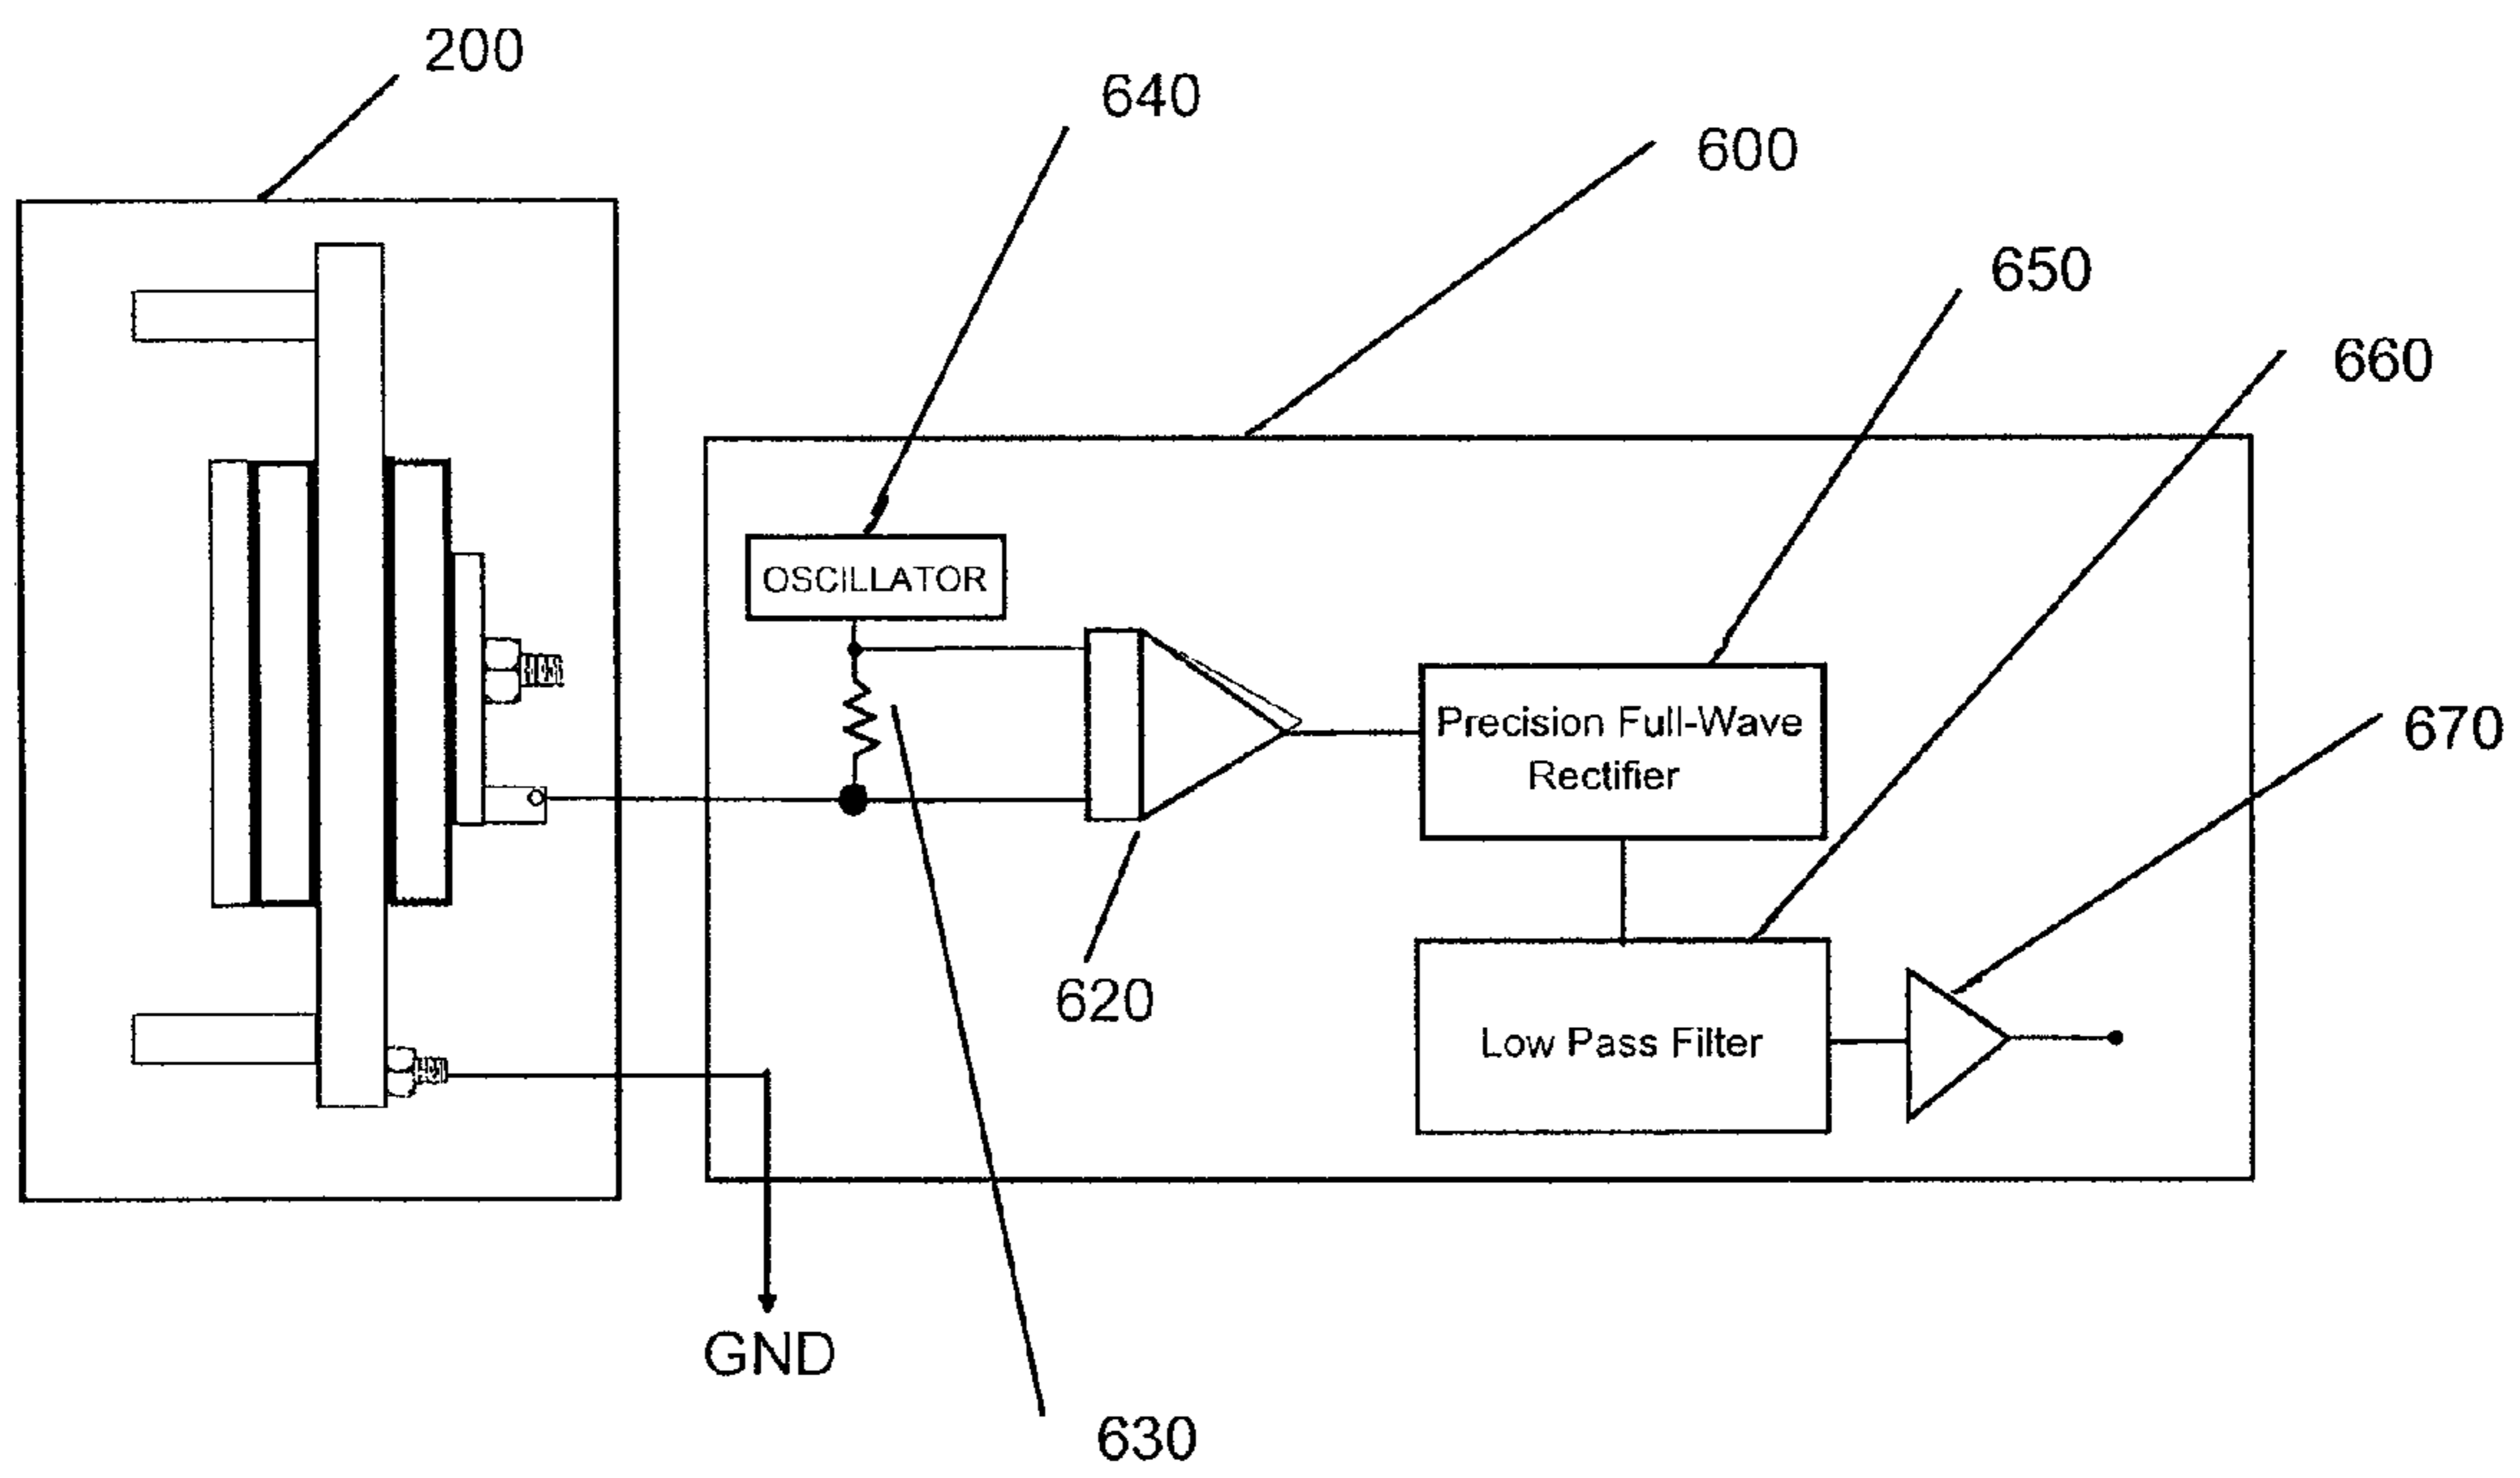 200
640
600
650
660
OSCILLATOR
Precision Full-Wave
Rectifier
670
620
Low Pass Filter
GND
630